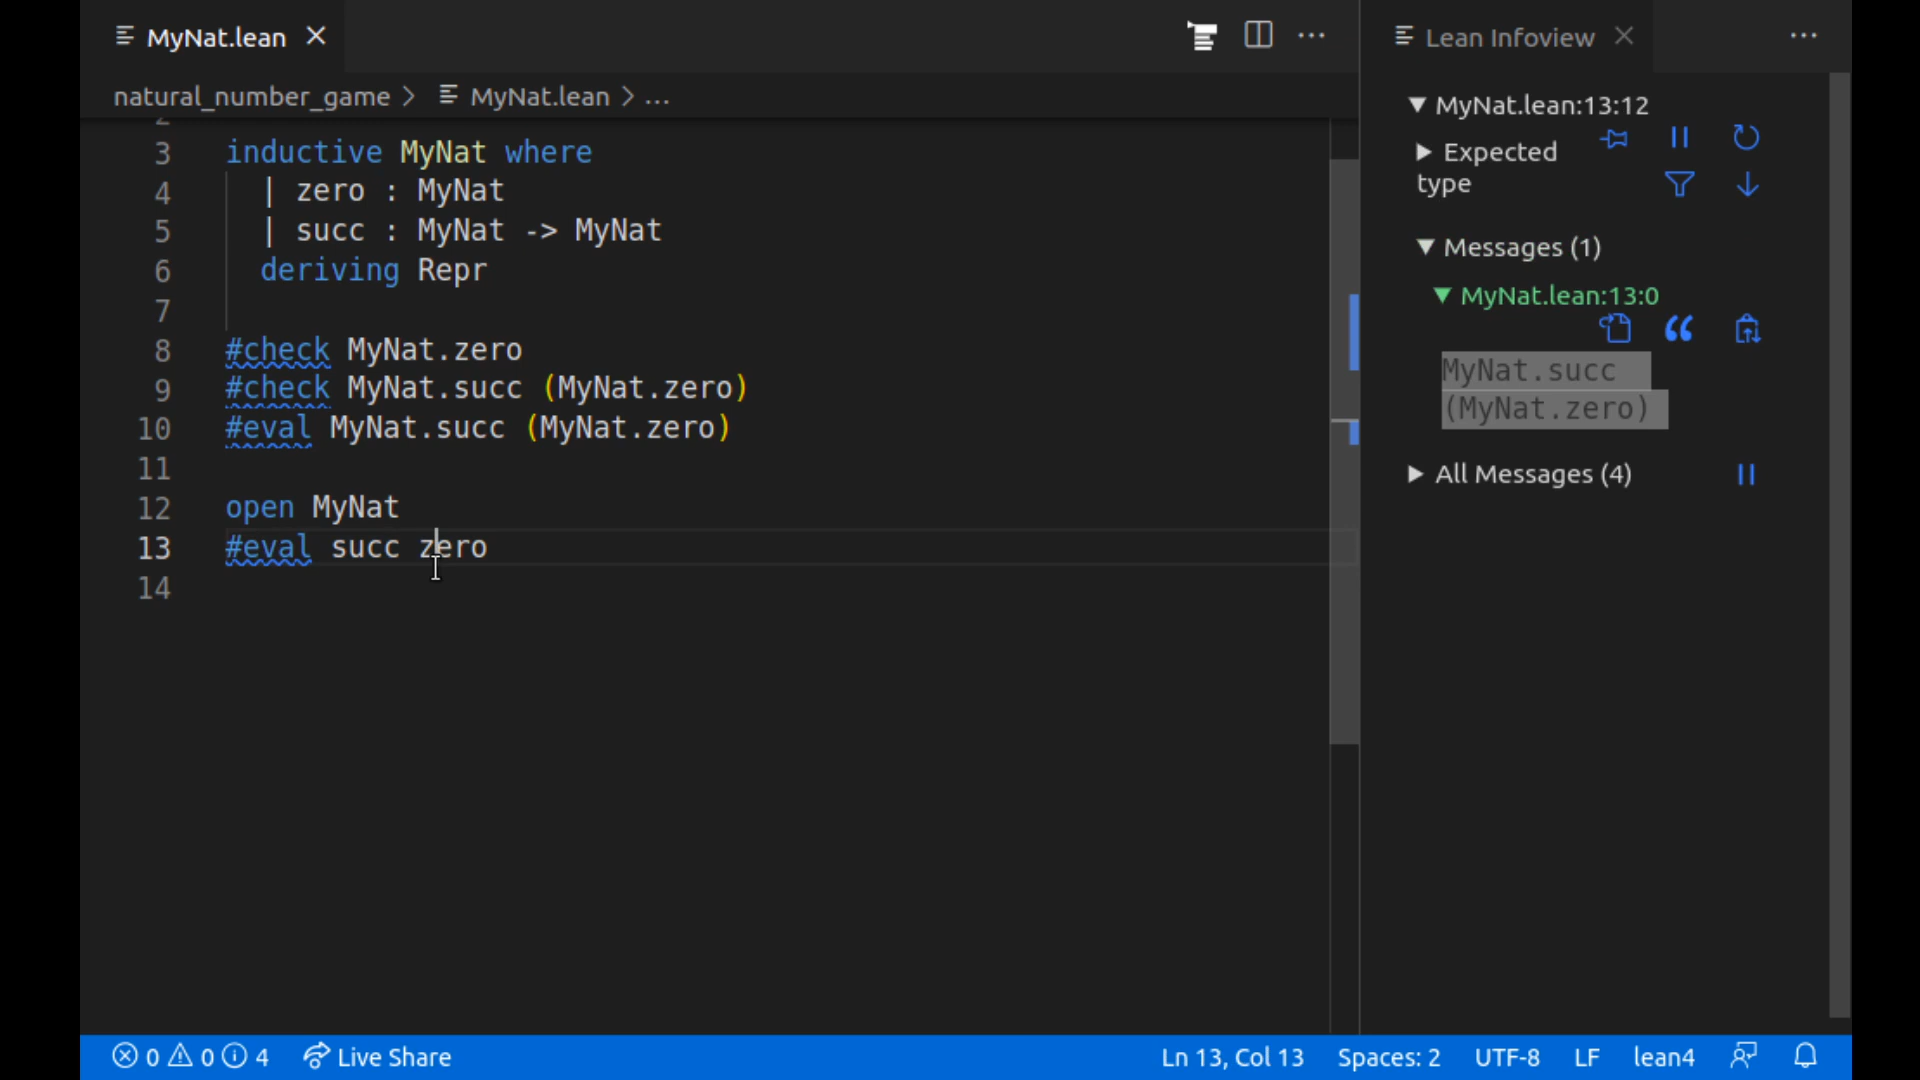 MyNat.lean
natural_number_game > MyNat.lean > ...
2
3 inductive MyNat where
4 | zero : MyNat
5 | succ : MyNat -> MyNat
6 deriving Repr
7
8 #check MyNat.zero
9 #check MyNat.succ (MyNat.zero)
10 #eval MyNat.succ (MyNat.zero)
11
12 open MyNat
13 #eval succ zero
14
Lean Infoview
MyNat.lean:13:12
Expected
type
Messages (1)
MyNat.lean:13:0
MyNat.succ
(MyNat.zero)
All Messages (4)
0 0 4 Live Share Ln 13, Col 13 Spaces: 2 UTF-8 LF lean4